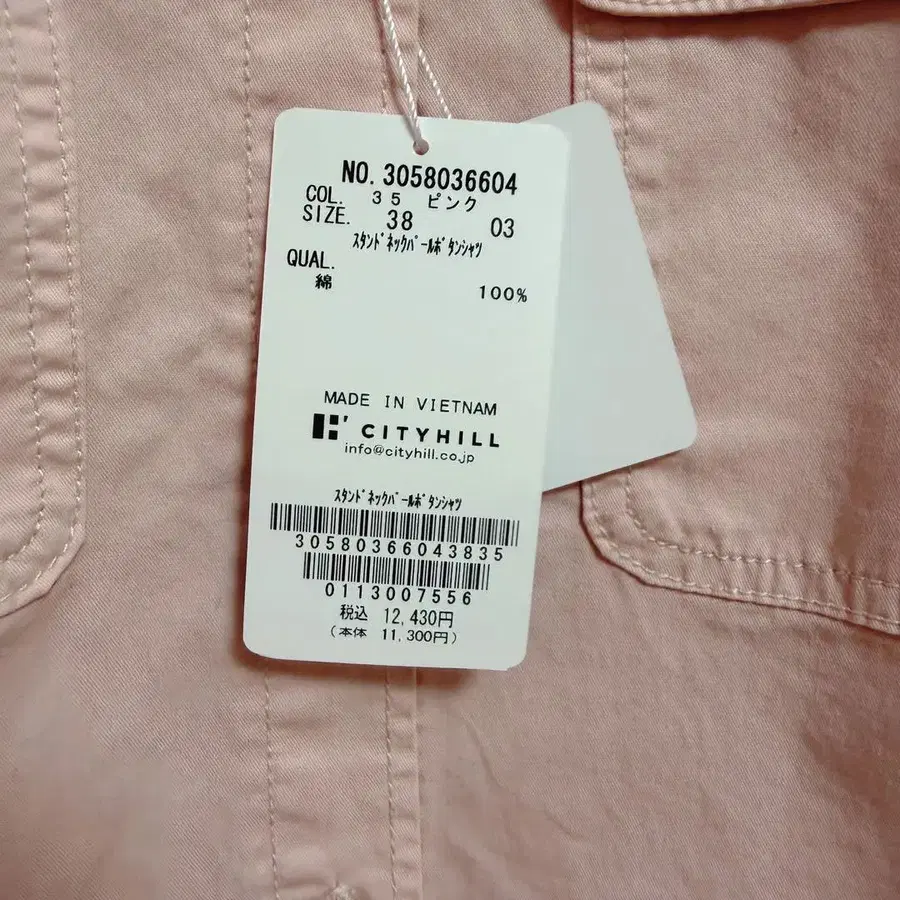 NO. 3058036604
COL. 35 ピンク
SIZE. 38 03
ｽﾀﾝﾄﾞﾈｯｸﾊﾟｰﾙﾎﾞﾀﾝｼｬﾂ
QUAL.
綿 100%
MADE IN VIETNAM
CITYHILL
info@cityhill.co.jp
ｽﾀﾝﾄﾞﾈｯｸﾊﾟｰﾙﾎﾞﾀﾝｼｬﾂ
30580366043835
0113007556
税込 12,430円
(本体 11,300円)